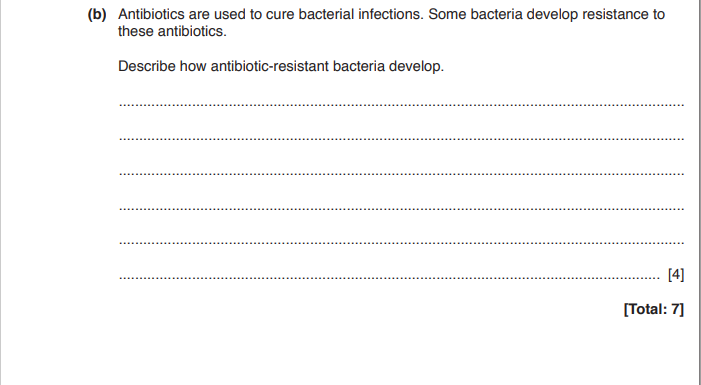 (b) Antibiotics are used to cure bacterial infections. Some bacteria develop resistance to
these antibiotics.
Describe how antibiotic-resistant bacteria develop.
..........................................................................................................................................
..........................................................................................................................................
..........................................................................................................................................
..........................................................................................................................................
..........................................................................................................................................
.................................................................................................................................... [4]
[Total: 7]